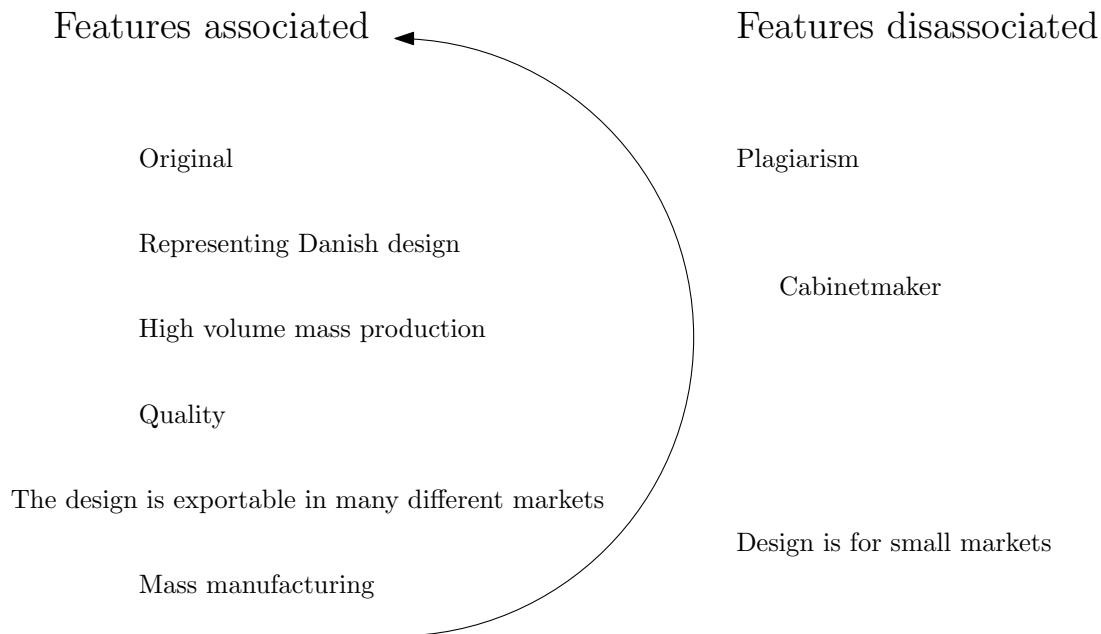 Features associated
Features disassociated
Original
Plagiarism
Representing Danish design
Cabinetmaker
High volume mass production
Quality
The design is exportable in many different markets
Design is for small markets
Mass manufacturing